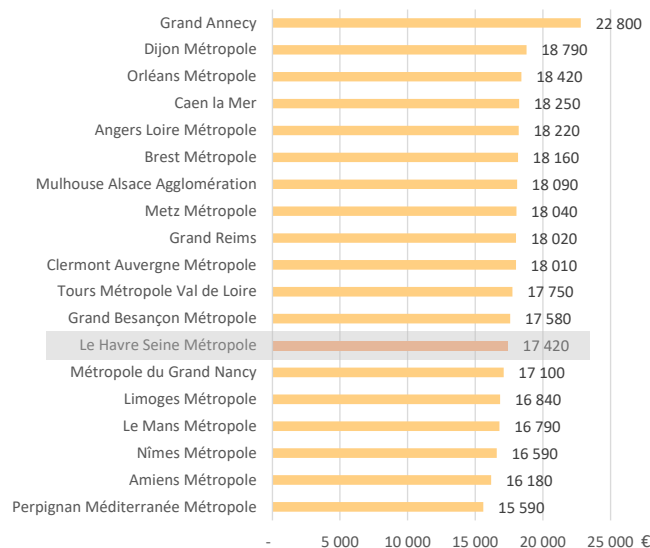 Grand Annecy 22 800
Dijon Métropole 18 790
Orléans Métropole 18 420
Caen la Mer 18 250
Angers Loire Métropole 18 220
Brest Métropole 18 160
Mulhouse Alsace Agglomération 18 090
Metz Métropole 18 040
Grand Reims 18 020
Clermont Auvergne Métropole 18 010
Tours Métropole Val de Loire 17 750
Grand Besançon Métropole 17 580
Le Havre Seine Métropole 17 420
Métropole du Grand Nancy 17 100
Limoges Métropole 16 840
Le Mans Métropole 16 790
Nîmes Métropole 16 590
Amiens Métropole 16 180
Perpignan Méditerranée Métropole 15 590
- 5 000 10 000 15 000 20 000 25 000 €